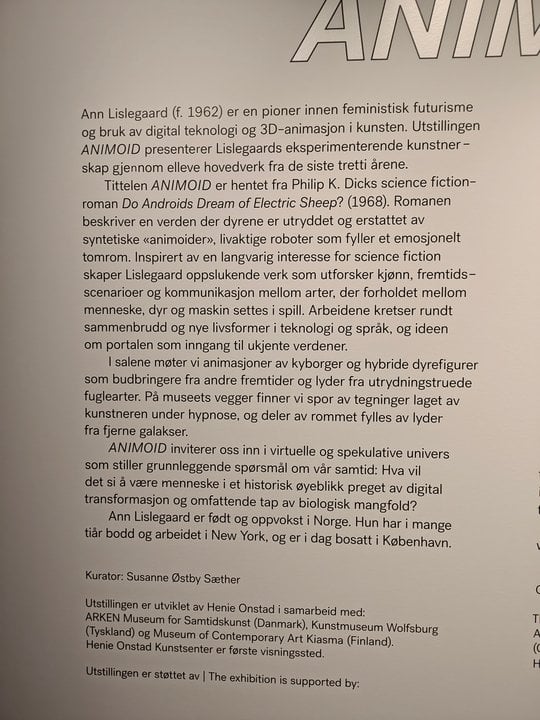 ANIM
Ann Lislegaard (f. 1962) er en pioner innen feministisk futurisme
og bruk av digital teknologi og 3D-animasjon i kunsten. Utstillingen
ANIMOID presenterer Lislegaards eksperimenterende kunstner-
skap gjennom elleve hovedverk fra de siste tretti årene.
Tittelen ANIMOID er hentet fra Philip K. Dicks science fiction-
roman Do Androids Dream of Electric Sheep? (1968). Romanen
beskriver en verden der dyrene er utryddet og erstattet av
syntetiske «animoider», livaktige roboter som fyller et emosjonelt
tomrom. Inspirert av en langvarig interesse for science fiction
skaper Lislegaard oppslukende verk som utforsker kjønn, fremtids-
scenarioer og kommunikasjon mellom arter, der forholdet mellom
menneske, dyr og maskin settes i spill. Arbeidene kretser rundt
sammenbrudd og nye livsformer i teknologi og språk, og ideen
om portalen som inngang til ukjente verdener.
I salene møter vi animasjoner av kyborger og hybride dyrefigurer
som budbringere fra andre fremtider og lyder fra utrydningstruede
fuglearter. På museets vegger finner vi spor av tegninger laget av
kunstneren under hypnose, og deler av rommet fylles av lyder
fra fjerne galakser.
ANIMOID inviterer oss inn i virtuelle og spekulative univers
som stiller grunnleggende spørsmål om vår samtid: Hva vil
det si å være menneske i et historisk øyeblikk preget av digital
transformasjon og omfattende tap av biologisk mangfold?
Ann Lislegaard er født og oppvokst i Norge. Hun har i mange
tiår bodd og arbeidet i New York, og er i dag bosatt i København.
Kurator: Susanne Østby Sæther
Utstillingen er utviklet av Henie Onstad i samarbeid med:
ARKEN Museum for Samtidskunst (Danmark), Kunstmuseum Wolfsburg
(Tyskland) og Museum of Contemporary Art Kiasma (Finland).
Henie Onstad Kunstsenter er første visningssted.
Utstillingen er støttet av | The exhibition is supported by: